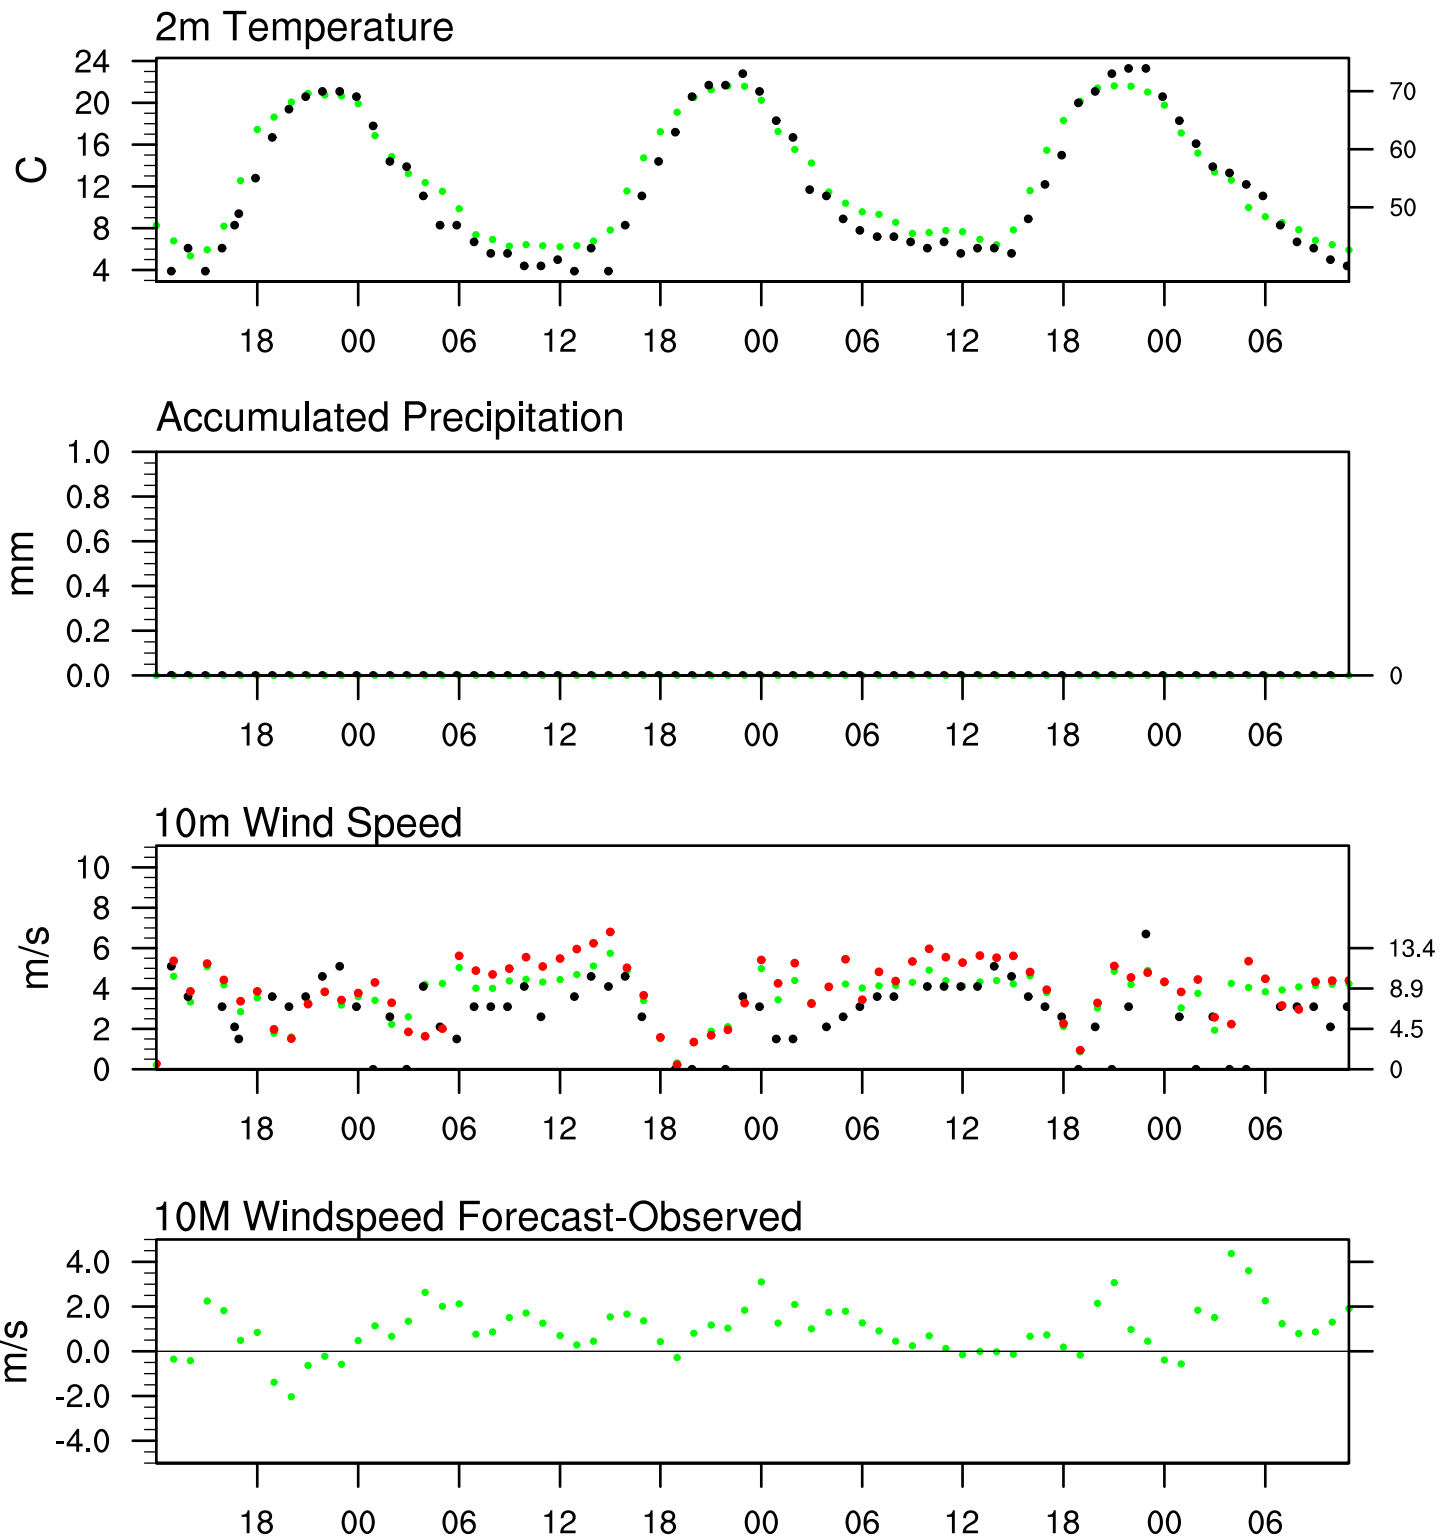 2m Temperature
24
20
16
12
8
4
C
70
60
50
18 00 06 12 18 00 06 12 18 00 06
Accumulated Precipitation
1.0
0.8
0.6
0.4
0.2
0.0
mm
0
18 00 06 12 18 00 06 12 18 00 06
10m Wind Speed
10
8
6
4
2
0
m/s
13.4
8.9
4.5
0
18 00 06 12 18 00 06 12 18 00 06
10M Windspeed Forecast-Observed
4.0
2.0
0.0
-2.0
-4.0
m/s
18 00 06 12 18 00 06 12 18 00 06